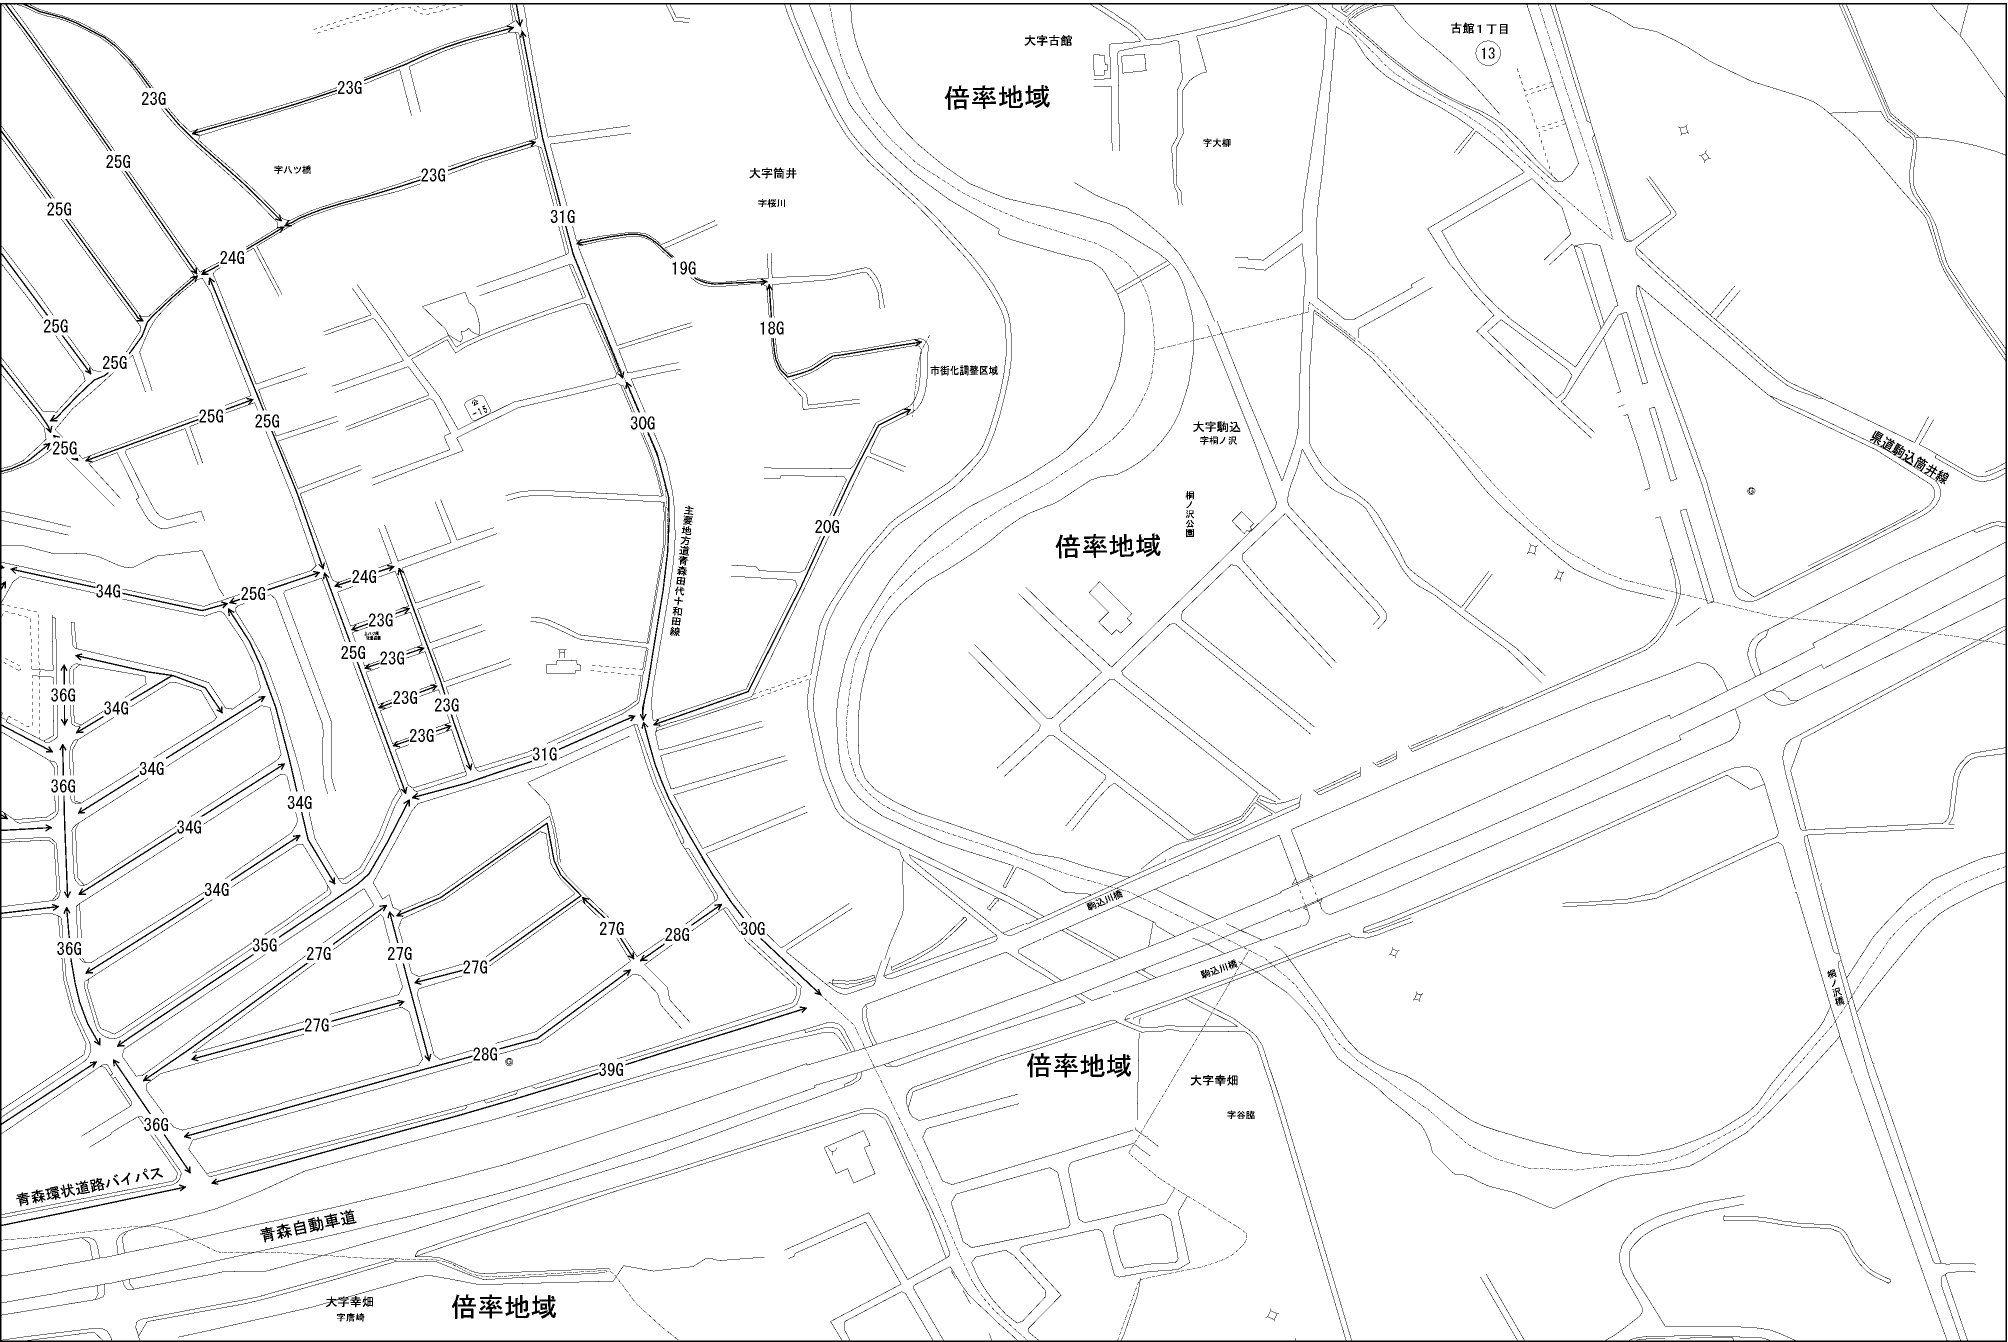 古館１丁目
13
大字古館
23G
23G
倍率地域
字大柳
25G
字八ツ橋
23G
大字筒井
字桜川
25G
31G
24G
19G
25G
18G
25G
市街化調整区域
25G
25G
30G
公
-15
大字駒込
字桐ノ沢
25G
県道駒込筒井線
桐ノ沢公園
主要地方道青森田代十和田線
20G
倍率地域
24G
34G
25G
23G
25G
23G
36G
23G
23G
34G
23G
31G
34G
36G
34G
34G
34G
駒込川橋
36G
35G
27G
27G
27G
28G
30G
27G
駒込川橋
桐ノ沢橋
27G
28G
39G
倍率地域
大字幸畑
字谷脇
36G
青森環状道路バイパス
青森自動車道
大字幸畑
字唐崎
倍率地域